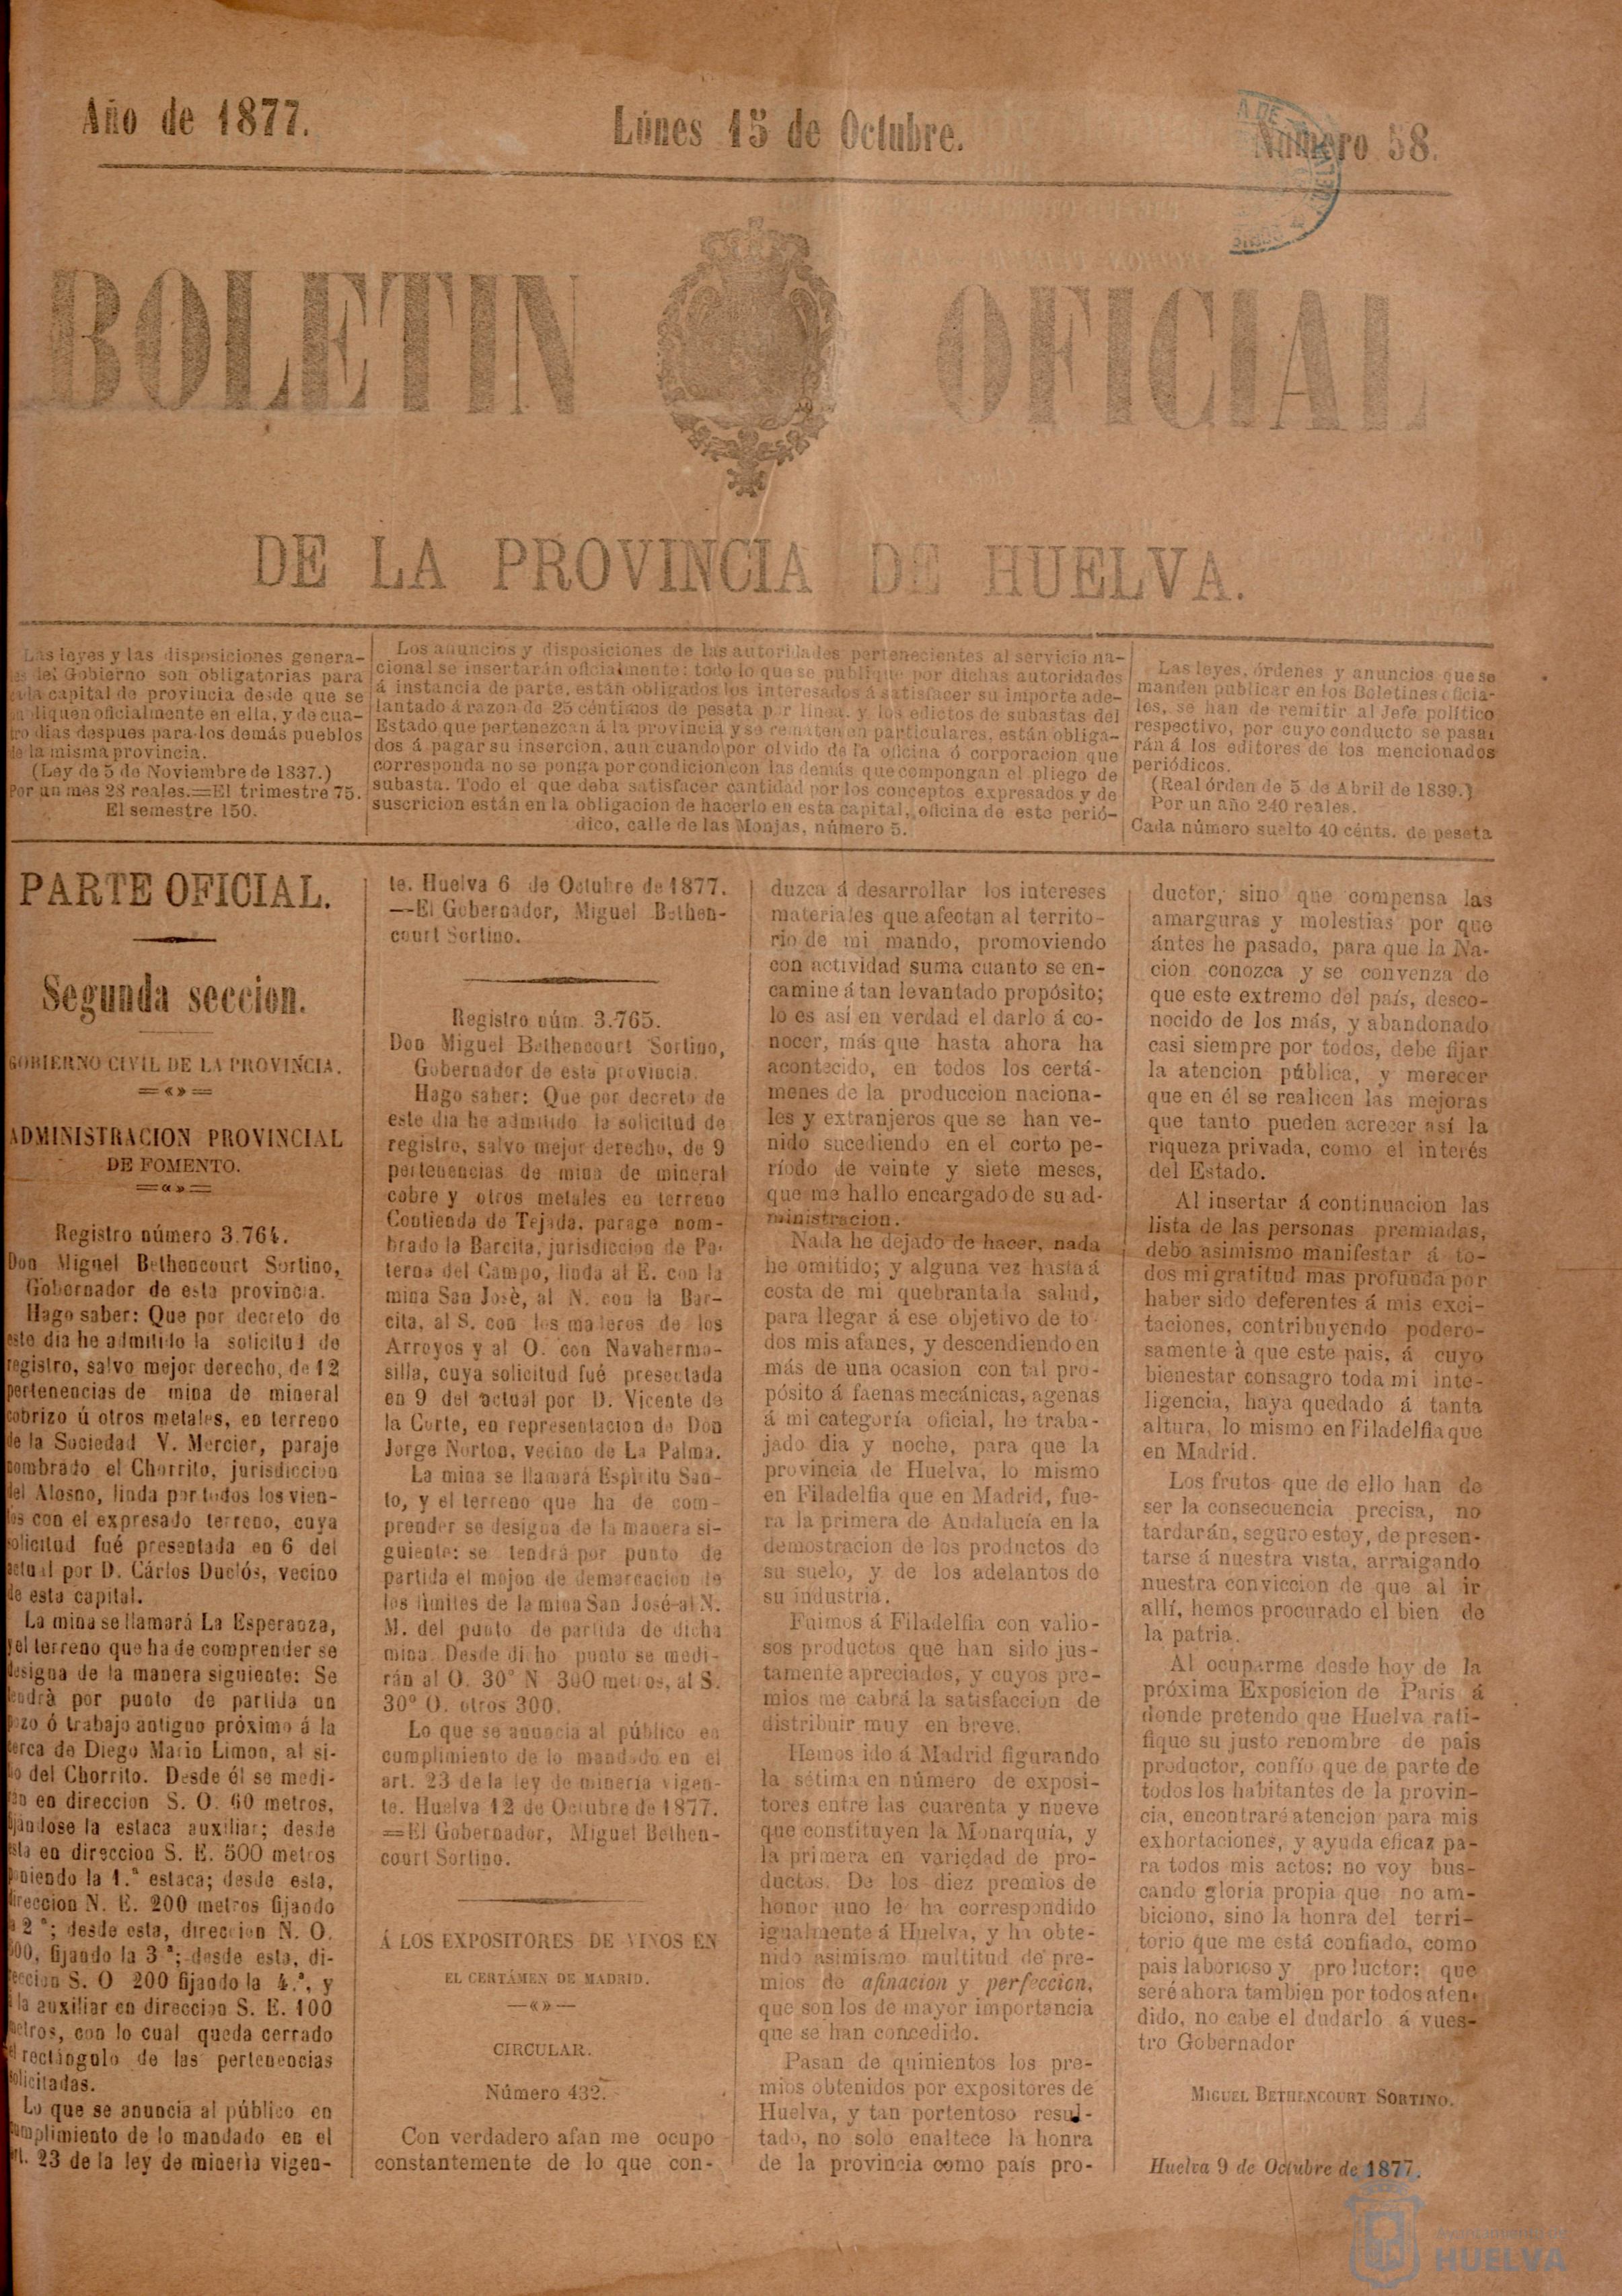 Año de 1877.
Lúnes 15 de Octubre.
Número 58.
BOLETIN OFICIAL
DE LA PROVINCIA DE HUELVA.
Las leyes y las disposiciones genera-
del Gobierno son obligatorias para
capital de provincia desde que se
oficialmente en ella, y de cua-
dias despues para los demás pueblos
de la misma provincia.
(Ley de 5 de Noviembre de 1837.)
Por un mes 28 reales.=El trimestre 75.
El semestre 150.
Los anuncios y disposiciones de las autoridades pertenecientes al servicio na-
cional se insertarán oficialmente: todo lo que se publique por dichas autoridades
á instancia de parte, están obligados los interesados á satisfacer su importe ade-
lantado á razon de 25 céntimos de peseta por línea, y los edictos de subastas del
Estado que pertenezcan á la provincia y se rematen en particulares, están obliga-
dos á pagar su insercion, aun cuando por olvido de la oficina ó corporacion que
corresponda no se ponga por condicion con las demás que compongan el pliego de
subasta. Todo el que deba satisfacer cantidad por los conceptos expresados y de
suscricion están en la obligacion de hacerlo en esta capital, oficina de este perió-
dico, calle de las Monjas, número 5.
Las leyes, órdenes y anuncios que se
manden publicar en los Boletines oficia-
les, se han de remitir al Jefe político
respectivo, por cuyo conducto se pasa
rán á los editores de los mencionados
periódicos.
(Real órden de 5 de Abril de 1839.)
Por un año 240 reales.
Cada número suelto 40 cénts. de peseta
PARTE OFICIAL.
Segunda seccion.
GOBIERNO CIVIL DE LA PROVINCIA.
=«»=
ADMINISTRACION PROVINCIAL
DE FOMENTO.
=«»=
Registro número 3.764.
Don Miguel Bethencourt Sortino,
Gobernador de esta provincia.
Hago saber: Que por decreto de
este dia he admitido la solicitud de
registro, salvo mejor derecho, de 12
pertenencias de mina de mineral
cobrizo ú otros metales, en terreno
de la Sociedad V. Mercier, paraje
nombrado el Chorrito, jurisdiccion
del Alosno, linda por todos los vien-
tos con el expresado terreno, cuya
solicitud fué presentada en 6 del
actual por D. Cárlos Duclós, vecino
de esta capital.
La mina se llamará La Esperanza,
y el terreno que ha de comprender se
designa de la manera siguiente: Se
tendrà por punto de partida un
pozo ó trabajo antiguo próximo á la
cerca de Diego Mario Limon, al si-
tio del Chorrito. Desde él se medi-
rán en direccion S. O. 60 metros,
fijándose la estaca auxiliar; desde
esta en direccion S. E. 500 metros
poniendo la 1.ª estaca; desde esta,
direccion N. E. 200 metros fijando
la 2ª; desde esta, direccion N. O.
600, fijando la 3ª; desde esta, di-
reccion S. O 200 fijando la 4.ª, y
á la auxiliar en direccion S. E. 100
metros, con lo cual queda cerrado
el rectángulo de las pertenencias
solicitadas.
Lo que se anuncia al público en
cumplimiento de lo mandado en el
art. 23 de la ley de mineria vigen-
te. Huelva 6 de Octubre de 1877.
—El Gobernador, Miguel Bethen-
court Sortino.
Registro núm. 3.765.
Don Miguel Bethencourt Sortino,
Gobernador de esta provincia.
Hago saber: Que por decreto de
este dia he admitido la solicitud de
registro, salvo mejor derecho, de 9
pertenencias de mina de mineral
cobre y otros metales en terreno
Contienda de Tejada, parage nom-
brado la Barcita, jurisdiccion de Pa-
terna del Campo, linda al E. con la
mina San Josè, al N. con la Bar-
cita, al S. con los maderos de los
Arroyos y al O. con Navahermo-
silla, cuya solicitud fué presentada
en 9 del actual por D. Vicente de
la Corte, en representacion de Don
Jorge Norton, vecino de La Palma.
La mina se llamará Espíritu San-
to, y el terreno que ha de com-
prender se designa de la manera si-
guiente: se tendrá por punto de
partida el mojon de demarcacion de
los límites de la mina San José al N.
M. del punto de partida de dicha
mina. Desde dicho punto se medi-
rán al O. 30° N 300 metros, al S.
30° O. otros 300.
Lo que se anuncia al público en
cumplimiento de lo mandado en el
art. 23 de la ley de minería vigen-
te. Huelva 12 de Octubre de 1877.
=El Gobernador, Miguel Bethen-
court Sortino.
Á LOS EXPOSITORES DE VINOS EN
EL CERTÁMEN DE MADRID.
—«»—
CIRCULAR.
Número 432.
Con verdadero afan me ocupo
constantemente de lo que con-
duzca á desarrollar los intereses
materiales que afectan al territo-
rio de mi mando, promoviendo
con actividad suma cuanto se en-
camine á tan levantado propósito;
lo es así en verdad el darlo á co-
nocer, más que hasta ahora ha
acontecido, en todos los certá-
menes de la produccion naciona-
les y extranjeros que se han ve-
nido sucediendo en el corto pe-
ríodo de veinte y siete meses,
que me hallo encargado de su ad-
ministracion.
Nada he dejado de hacer, nada
he omitido; y alguna vez hasta á
costa de mi quebrantada salud,
para llegar á ese objetivo de to
dos mis afanes, y descendiendo en
más de una ocasion con tal pro-
pósito á faenas mecánicas, agenas
á mi categoría oficial, he traba-
jado dia y noche, para que la
provincia de Huelva, lo mismo
en Filadelfia que en Madrid, fue-
ra la primera de Andalucía en la
demostracion de los productos de
su suelo, y de los adelantos de
su industria.
Fuimos á Filadelfia con valio-
sos productos que han sido jus-
tamente apreciados, y cuyos pre-
mios me cabrá la satisfaccion de
distribuir muy en breve.
Hemos ido á Madrid figurando
la sétima en número de exposi-
tores entre las cuarenta y nueve
que constituyen la Monarquía, y
la primera en variedad de pro-
ductos. De los diez premios de
honor uno le ha correspondido
igualmente á Huelva, y ha obte-
nido asimismo multitud de pre-
mios de afinacion y perfeccion,
que son los de mayor importancia
que se han concedido.
Pasan de quinientos los pre-
mios obtenidos por expositores de
Huelva, y tan portentoso resul-
tado, no solo enaltece la honra
de la provincia como país pro-
ductor, sino que compensa las
amarguras y molestias por que
ántes he pasado, para que la Na-
cion conozca y se convenza de
que este extremo del país, desco-
nocido de los más, y abandonado
casi siempre por todos, debe fijar
la atencion pública, y merecer
que en él se realicen las mejoras
que tanto pueden acrecer así la
riqueza privada, como el interés
del Estado.
Al insertar á continuacion las
lista de las personas premiadas,
debo asimismo manifestar á to-
dos mi gratitud mas profunda por
haber sido deferentes á mis exci-
taciones, contribuyendo podero-
samente à que este pais, á cuyo
bienestar consagro toda mi inte-
ligencia, haya quedado á tanta
altura, lo mismo en Filadelfia que
en Madrid.
Los frutos que de ello han de
ser la consecuencia precisa, no
tardarán, seguro estoy, de presen-
tarse á nuestra vista, arraigando
nuestra conviccion de que al ir
allí, hemos procurado el bien de
la patria.
Al ocuparme desde hoy de la
próxima Exposicion de Paris á
donde pretendo que Huelva rati-
fique su justo renombre de pais
productor, confío que de parte de
todos los habitantes de la provin-
cia, encontraré atencion para mis
exhortaciones, y ayuda eficaz pa-
ra todos mis actos: no voy bus-
cando gloria propia que no am-
biciono, sino la honra del terri-
torio que me está confiado, como
pais laborioso y productor; que
seré ahora tambien por todos aten-
dido, no cabe el dudarlo á vues-
tro Gobernador
MIGUEL BETHENCOURT SORTINO.
Huelva 9 de Octubre de 1877.
Ayuntamiento de
HUELVA